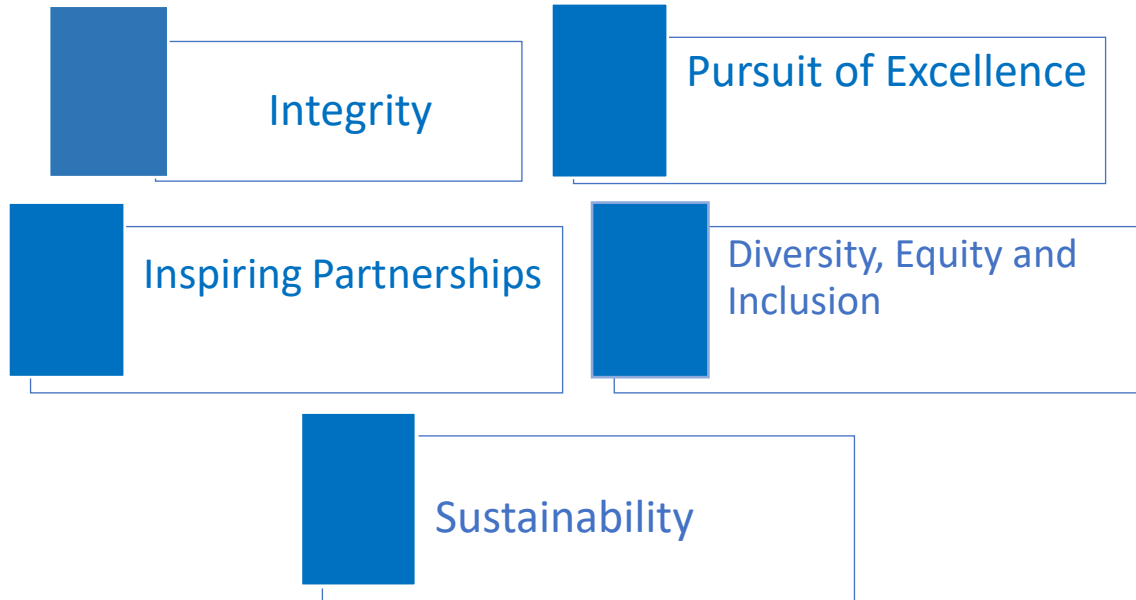 Integrity
Pursuit of Excellence
Inspiring Partnerships
Diversity, Equity and
Inclusion
Sustainability